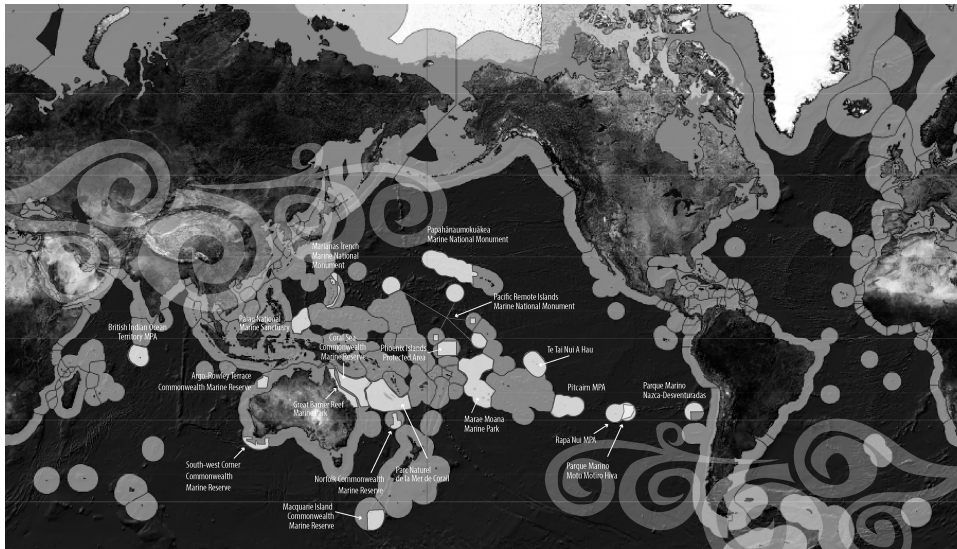 Papahānaumokuākea
Marine National Monument
Marianas Trench
Marine National
Monument
Pacific Remote Islands
Marine National Monument
Palau National
Marine Sanctuary
British Indian Ocean
Territory MPA
Coral Sea
Commonwealth
Marine Reserve
Phoenix Islands
Protected Area
Te Tai Nui A Hau
Argo-Rowley Terrace
Commonwealth Marine Reserve
Great Barrier Reef
Marine Park
Pitcairn MPA
Parque Marino
Nazca-Desventuradas
Marae Moana
Marine Park
Rapa Nui MPA
Parque Marino
Motu Motiro Hiva
South-west Corner
Commonwealth
Marine Reserve
Norfolk Commonwealth
Marine Reserve
Parc Naturel
de la Mer de Corail
Macquarie Island
Commonwealth
Marine Reserve